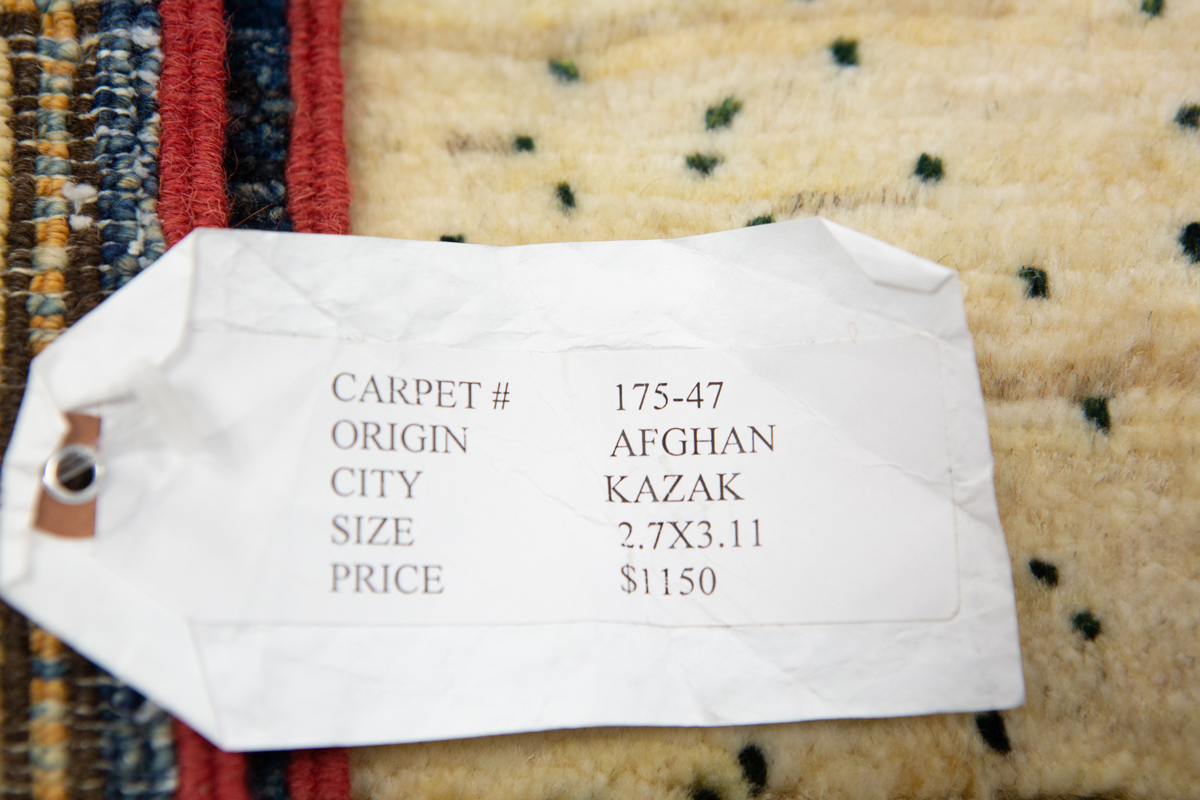 CARPET # 175-47
ORIGIN AFGHAN
CITY KAZAK
SIZE 2.7X3.11
PRICE $1150